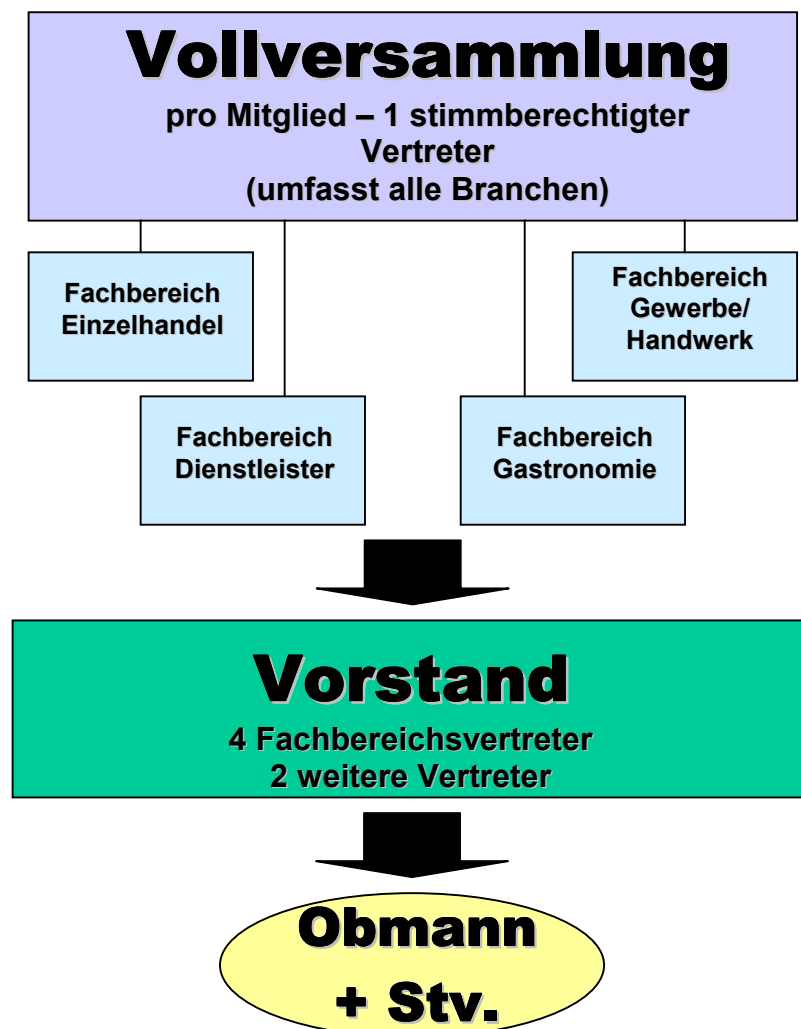 Vollversammlung
pro Mitglied – 1 stimmberechtigter
Vertreter
(umfasst alle Branchen)
Fachbereich
Einzelhandel
Fachbereich
Gewerbe/
Handwerk
Fachbereich
Dienstleister
Fachbereich
Gastronomie
Vorstand
4 Fachbereichsvertreter
2 weitere Vertreter
Obmann
+ Stv.